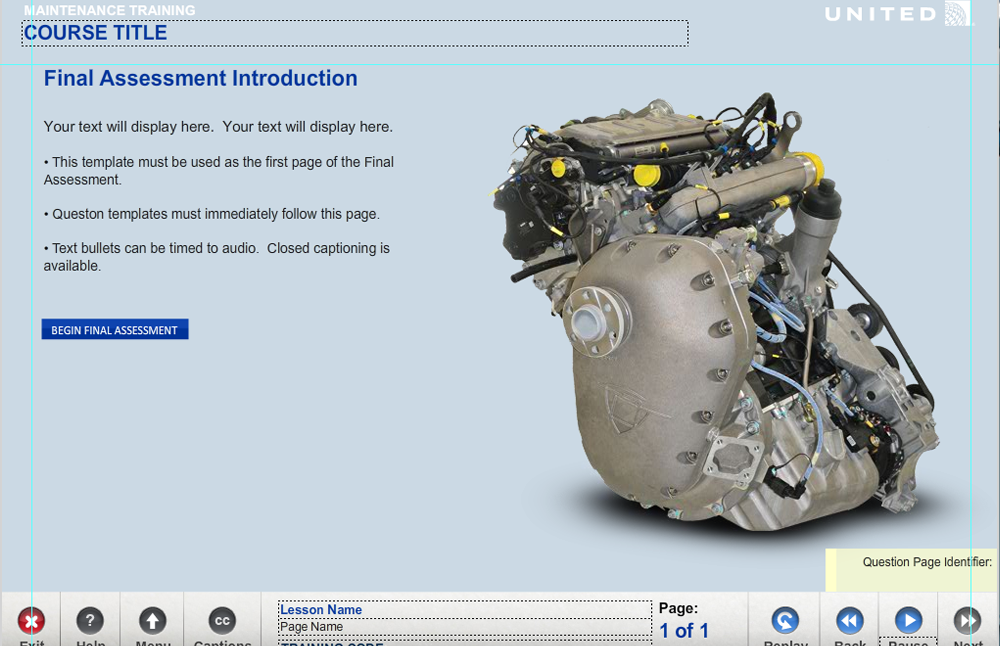 MAINTENANCE TRAINING
UNITED
COURSE TITLE
Final Assessment Introduction
Your text will display here.  Your text will display here.
• This template must be used as the first page of the Final
Assessment.
• Queston templates must immediately follow this page.
• Text bullets can be timed to audio.  Closed captioning is
available.
BEGIN FINAL ASSESSMENT
Question Page Identifier:
?
CC
Exit
Help
Menu
Captions
Lesson Name
Page Name
TRAINING CODE
Page:
1 of 1
Replay
Back
Pause
Next